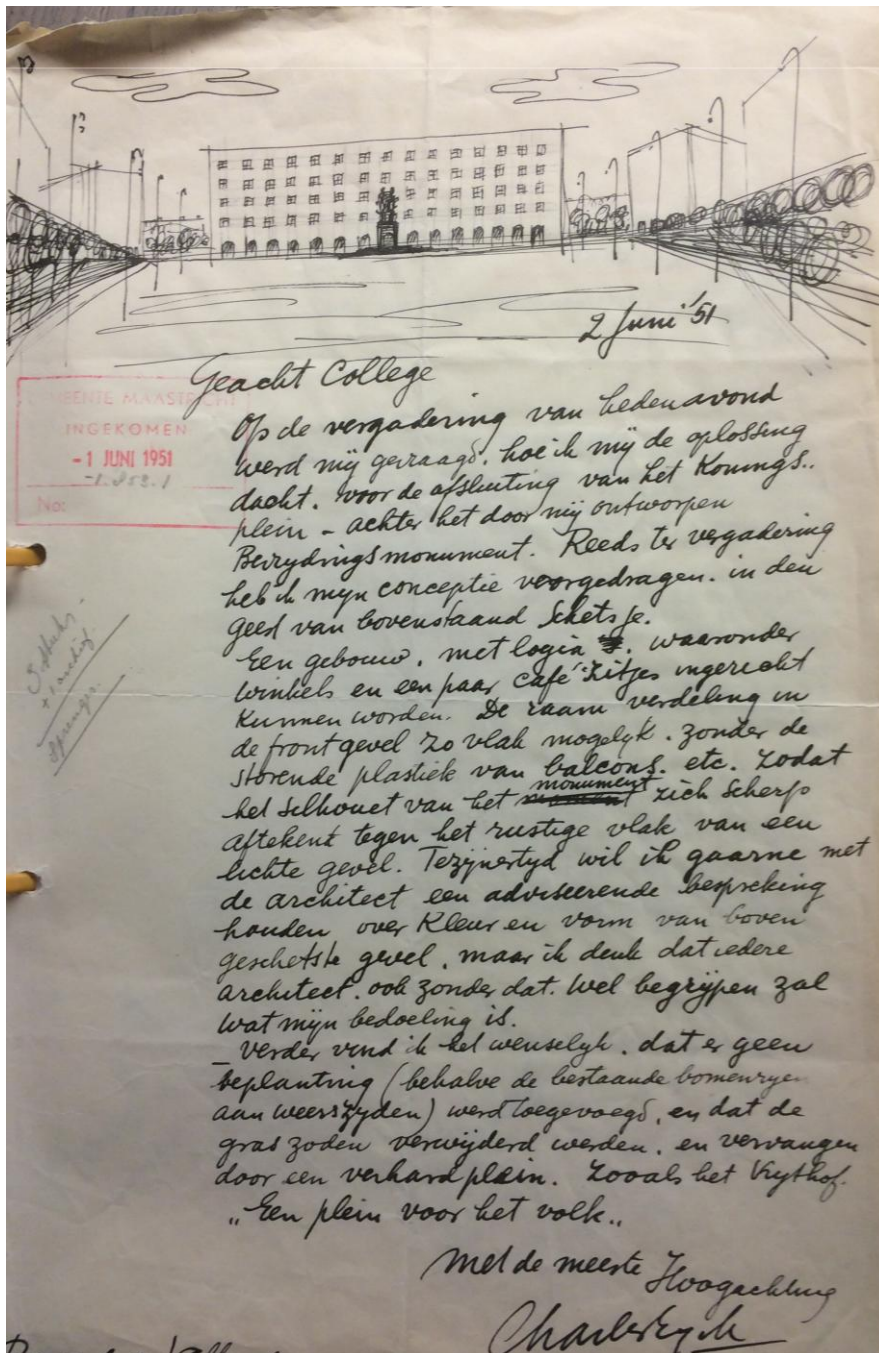 2 Juni '51
Geacht College
GEMEENTE MAASTRICHT
INGEKOMEN
-1 JUNI 1951
No:
Op de vergadering van hedenavond
werd mij gevraagd. hoe ik mij de oplossing
dacht. voor de afsluiting van het Konings..
plein - achter het door mij ontworpen
Bevrydingsmonument. Reeds ter vergadering
heb ik myn conceptie voorgedragen. in den
geest van bovenstaand schetsje.
Een gebouw. met logia . waaronder
winkels en een paar café zitjes ingericht
kunnen worden. De raam verdeling in
de frontgevel zo vlak mogelyk. zonder de
storende plastiek van balcons. etc. zodat
het silhouet van het monument zich scherp
aftekent tegen het rustige vlak van een
lichte gevel. Tezijnertyd wil ik gaarne met
de architect een adviseerende bespreking
houden over Kleur en vorm van boven
geschetste gevel. maar ik denk dat iedere
architect. ook zonder dat. wel begrijpen zal
wat mijn bedoeling is.
- Verder vind ik het wenselyk. dat er geen
beplanting (behalve de bestaande bomenryen
aan weerszyden) werd toegevoegd. en dat de
gras zoden verwijderd werden. en vervangen
door een verhard plein. Zooals het Vrythof.
„Een plein voor het volk„
Met de meeste Hoogachting
Charles Eyck